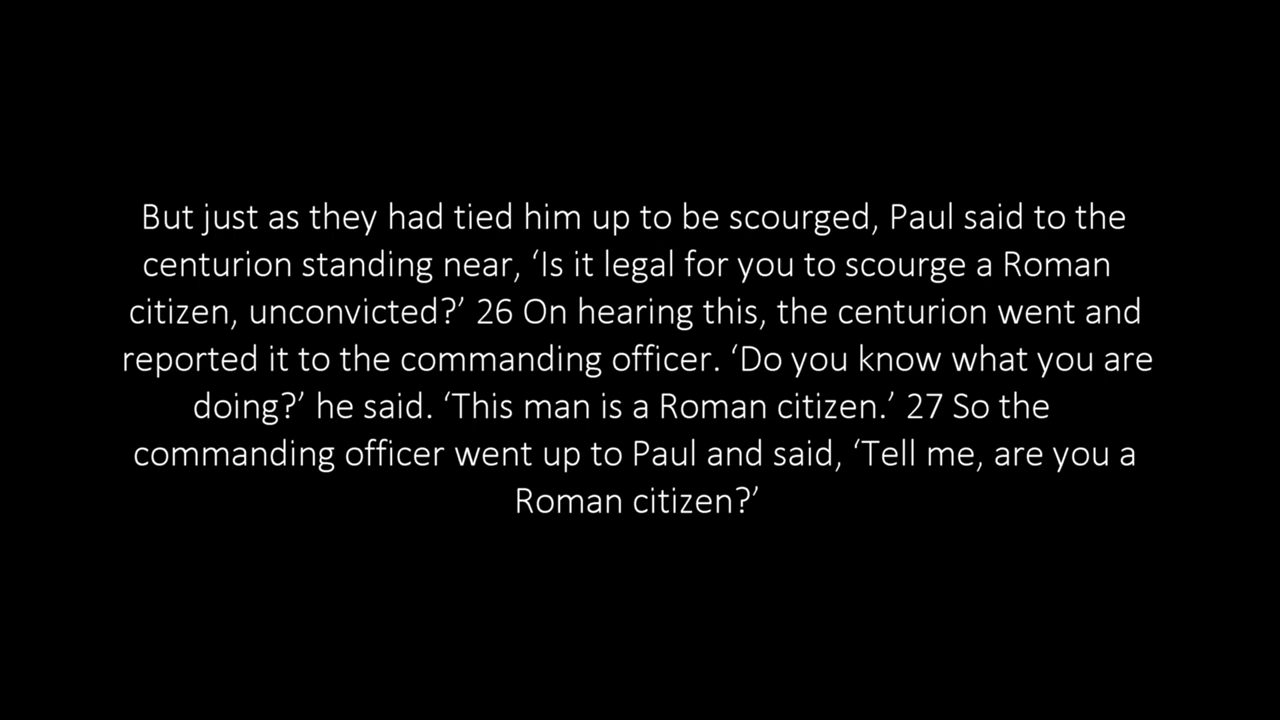 But just as they had tied him up to be scourged, Paul said to the
centurion standing near, ‘Is it legal for you to scourge a Roman
citizen, unconvicted?’ 26 On hearing this, the centurion went and
reported it to the commanding officer. ‘Do you know what you are
doing?’ he said. ‘This man is a Roman citizen.’ 27 So the
commanding officer went up to Paul and said, ‘Tell me, are you a
Roman citizen?’